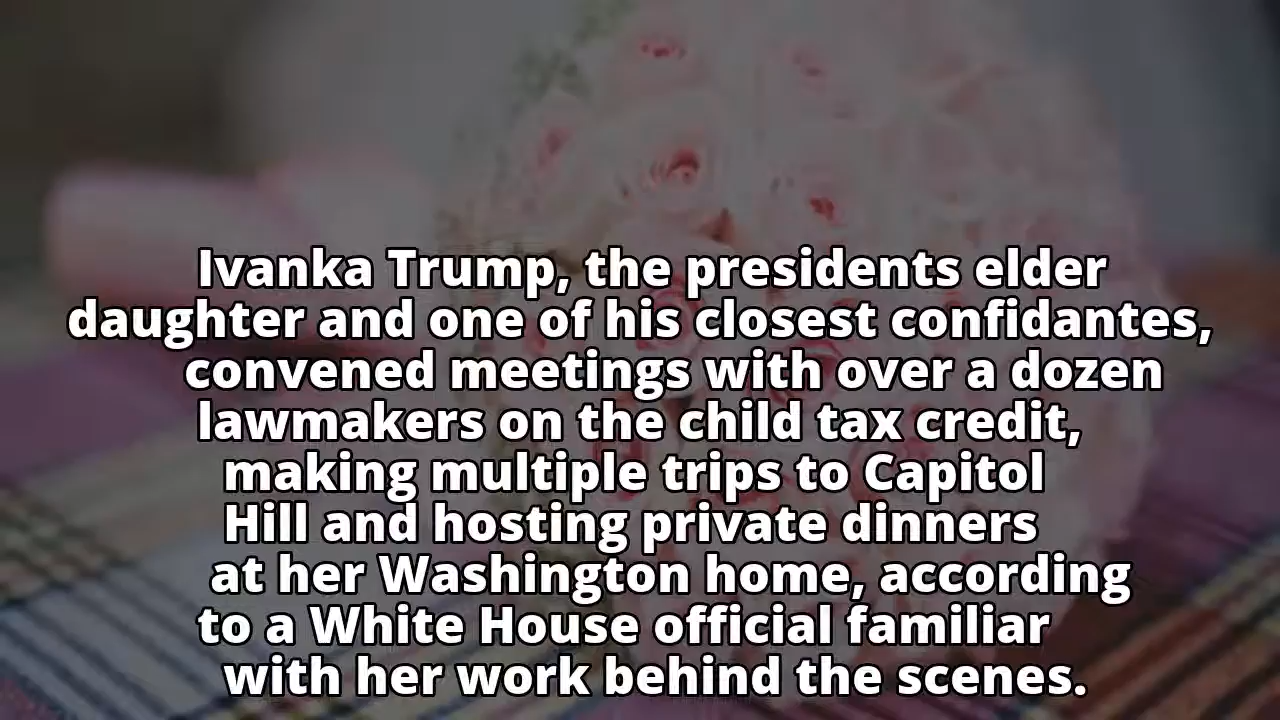 Ivanka Trump, the presidents elder
daughter and one of his closest confidantes,
convened meetings with over a dozen
lawmakers on the child tax credit,
making multiple trips to Capitol
Hill and hosting private dinners
at her Washington home, according
to a White House official familiar
with her work behind the scenes.